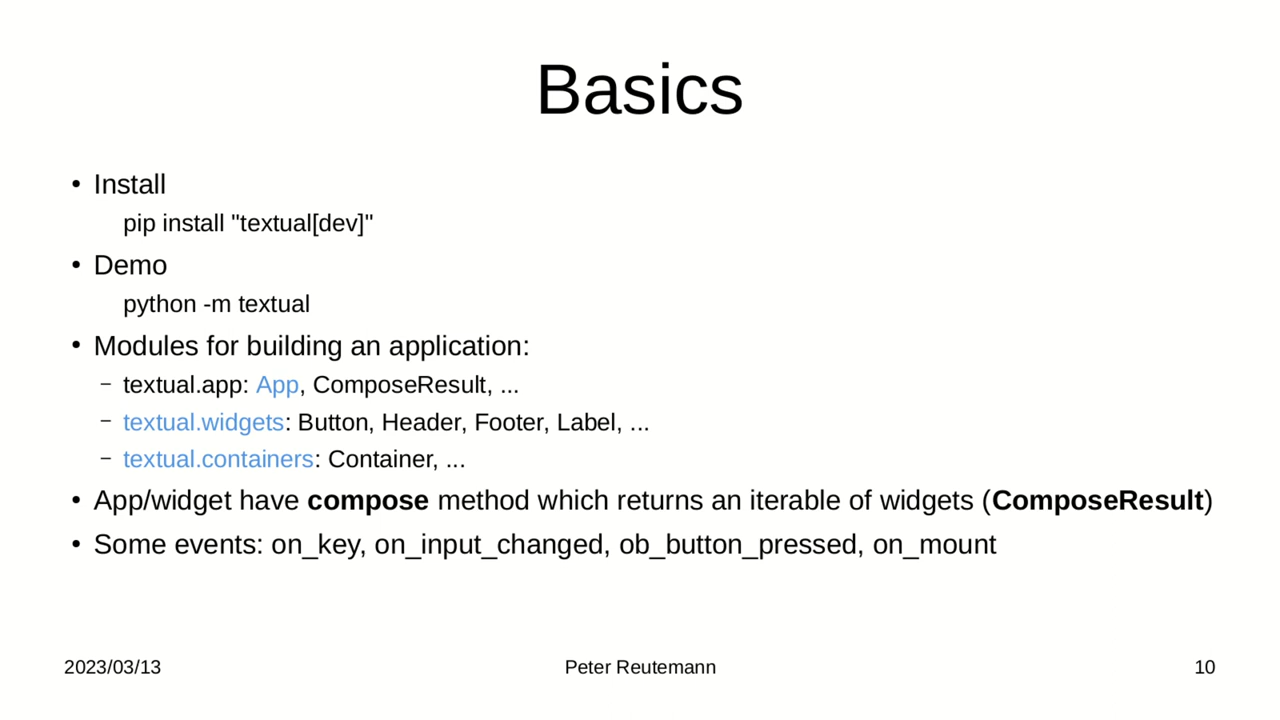 Basics
• Install
pip install "textual[dev]"
• Demo
python -m textual
• Modules for building an application:
– textual.app: App, ComposeResult, ...
– textual.widgets: Button, Header, Footer, Label, ...
– textual.containers: Container, ...
• App/widget have compose method which returns an iterable of widgets (ComposeResult)
• Some events: on_key, on_input_changed, ob_button_pressed, on_mount
2023/03/13
Peter Reutemann
10